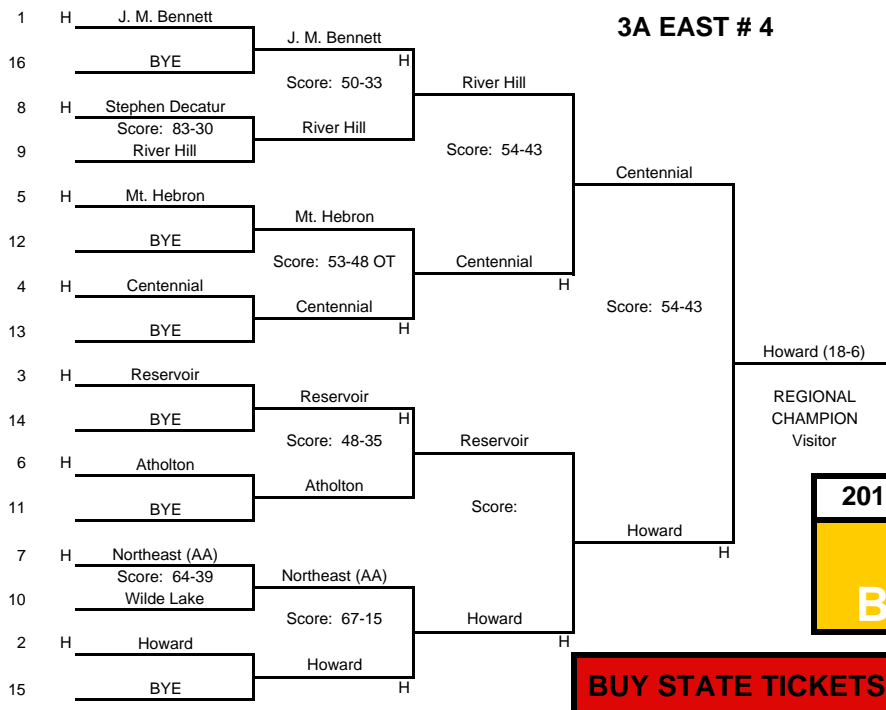 3A EAST # 4
1 H J. M. Bennett
J. M. Bennett
16 BYE
H
Score: 50-33
River Hill
8 H Stephen Decatur
Score: 83-30
River Hill
9 River Hill
Score: 54-43
Centennial
5 H Mt. Hebron
Mt. Hebron
12 BYE
Score: 53-48 OT
Centennial
4 H Centennial
H
Centennial
Score: 54-43
13 BYE
H
Howard (18-6)
3 H Reservoir
Reservoir
REGIONAL
CHAMPION
Visitor
14 BYE
H
Score: 48-35
Reservoir
6 H Atholton
Atholton
201
11 BYE
Score:
Howard
7 H Northeast (AA)
H
Score: 64-39
Northeast (AA)
10 Wilde Lake
Score: 67-15
Howard
B
2 H Howard
H
Howard
15 BYE
H
BUY STATE TICKETS